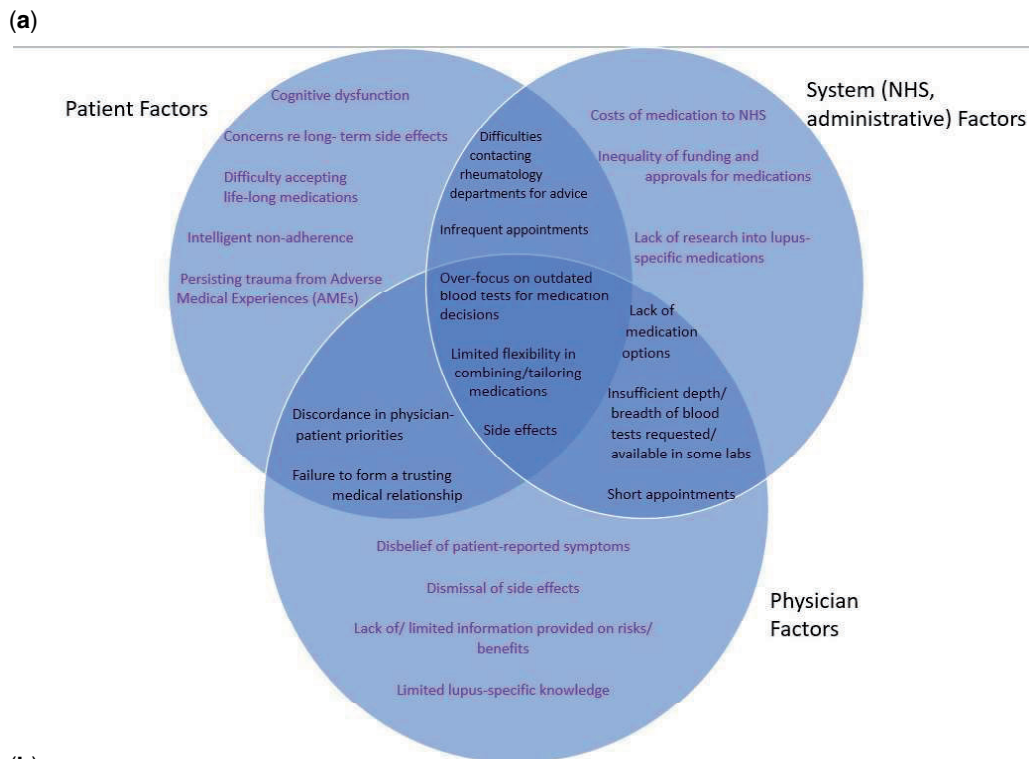 (a)
Patient Factors
Cognitive dysfunction
Concerns re long- term side effects
Difficulty accepting
life-long medications
Intelligent non-adherence
Persisting trauma from Adverse
Medical Experiences (AMEs)
Difficulties
contacting
rheumatology
departments for advice
Infrequent appointments
System (NHS,
administrative) Factors
Costs of medication to NHS
Inequality of funding and
approvals for medications
Lack of research into lupus-
specific medications
Over-focus on outdated
blood tests for medication
decisions
Limited flexibility in
combining/tailoring
medications
Side effects
Lack of
medication
options
Insufficient depth/
breadth of blood
tests requested/
available in some labs
Short appointments
Discordance in physician-
patient priorities
Failure to form a trusting
medical relationship
Disbelief of patient-reported symptoms
Dismissal of side effects
Lack of/ limited information provided on risks/
benefits
Limited lupus-specific knowledge
Physician
Factors